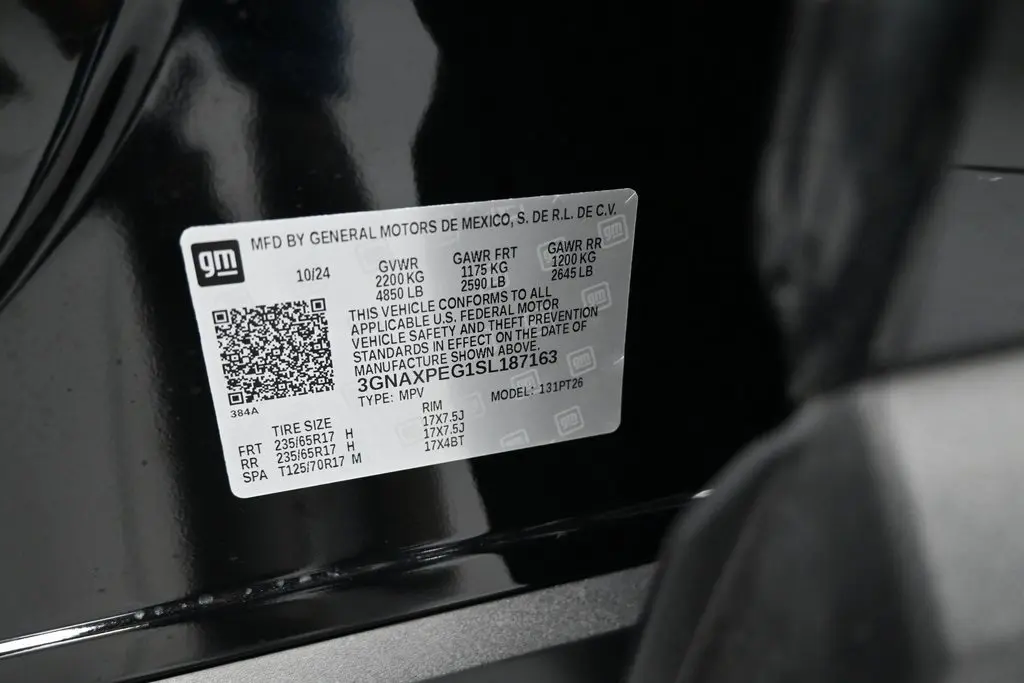 gm
MFD BY GENERAL MOTORS DE MEXICO, S. DE R.L. DE C.V.
10/24
GVWR GAWR FRT GAWR RR
2200 KG 1175 KG 1200 KG
4850 LB 2590 LB 2645 LB
THIS VEHICLE CONFORMS TO ALL
APPLICABLE U.S. FEDERAL MOTOR
VEHICLE SAFETY AND THEFT PREVENTION
STANDARDS IN EFFECT ON THE DATE OF
MANUFACTURE SHOWN ABOVE.
3GNAXPEG1SL187163
TYPE: MPV MODEL: 131PT26
384A
TIRE SIZE RIM
FRT 235/65R17 H 17X7.5J
RR 235/65R17 H 17X7.5J
SPA T125/70R17 M 17X4BT